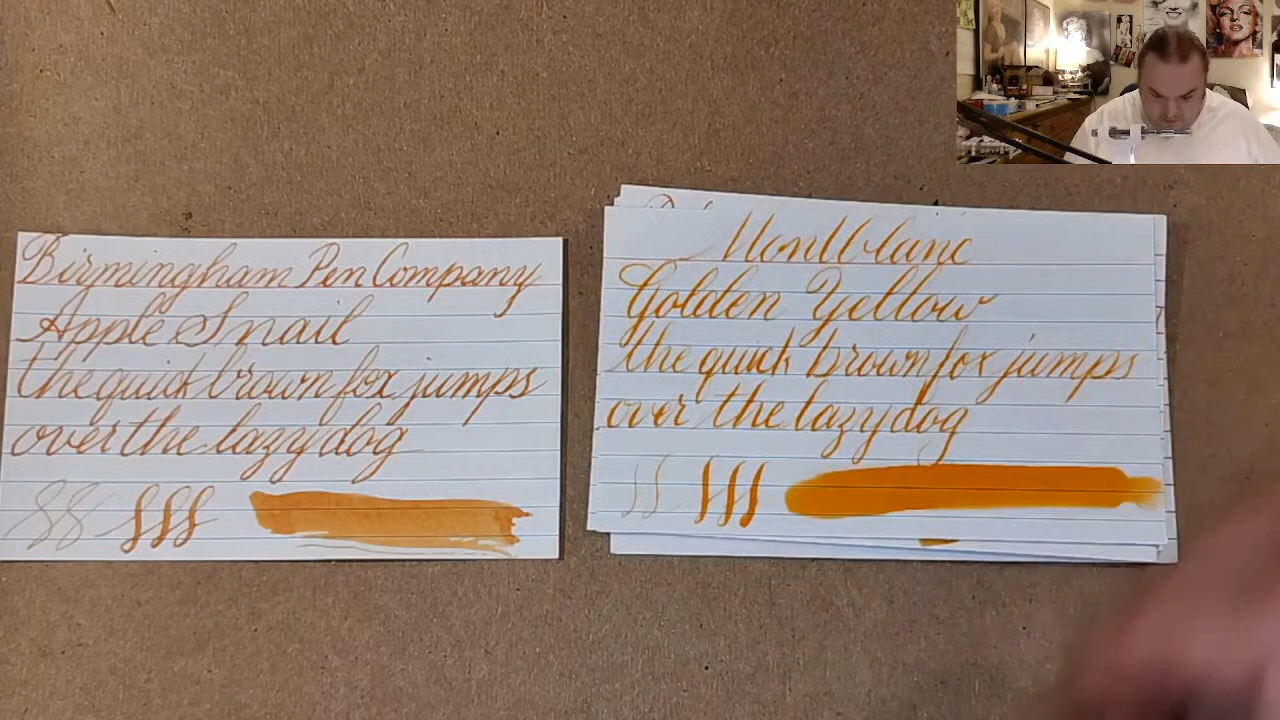 Birmingham Pen Company
Apple Snail
the quick brown fox jumps
over the lazy dog
Montblanc
Golden Yellow
the quick brown fox jumps
over the lazy dog